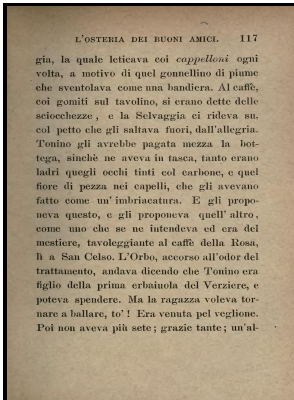 L'OSTERIA DEI BUONI AMICI. 117
gia, la quale leticava coi cappelloni ogni
volta, a motivo di quel gonnellino di piume
che sventolava come una bandiera. Al caffè,
coi gomiti sul tavolino, si erano dette delle
sciocchezze, e la Selvaggia ci rideva su,
col petto che gli saltava fuori, dall'allegria.
Tonino gli avrebbe pagata mezza la bot-
tega, sinchè ne aveva in tasca, tanto erano
ladri quegli occhi tinti col carbone, e quel
fiore di pezza nei capelli, che gli avevano
fatto come un' imbriacatura. E gli propo-
neva questo, e gli proponeva quell' altro,
come uno che se ne intendeva ed era del
mestiere, tavoleggiante al caffè della Rosa,
lì a San Celso. L'Orbo, accorso all'odor del
trattamento, andava dicendo che Tonino era
figlio della prima erbaiuola del Verziere, e
poteva spendere. Ma la ragazza voleva tor-
nare a ballare, to' ! Era venuta pel veglione.
Poi non aveva più sete; grazie tante; un'al-